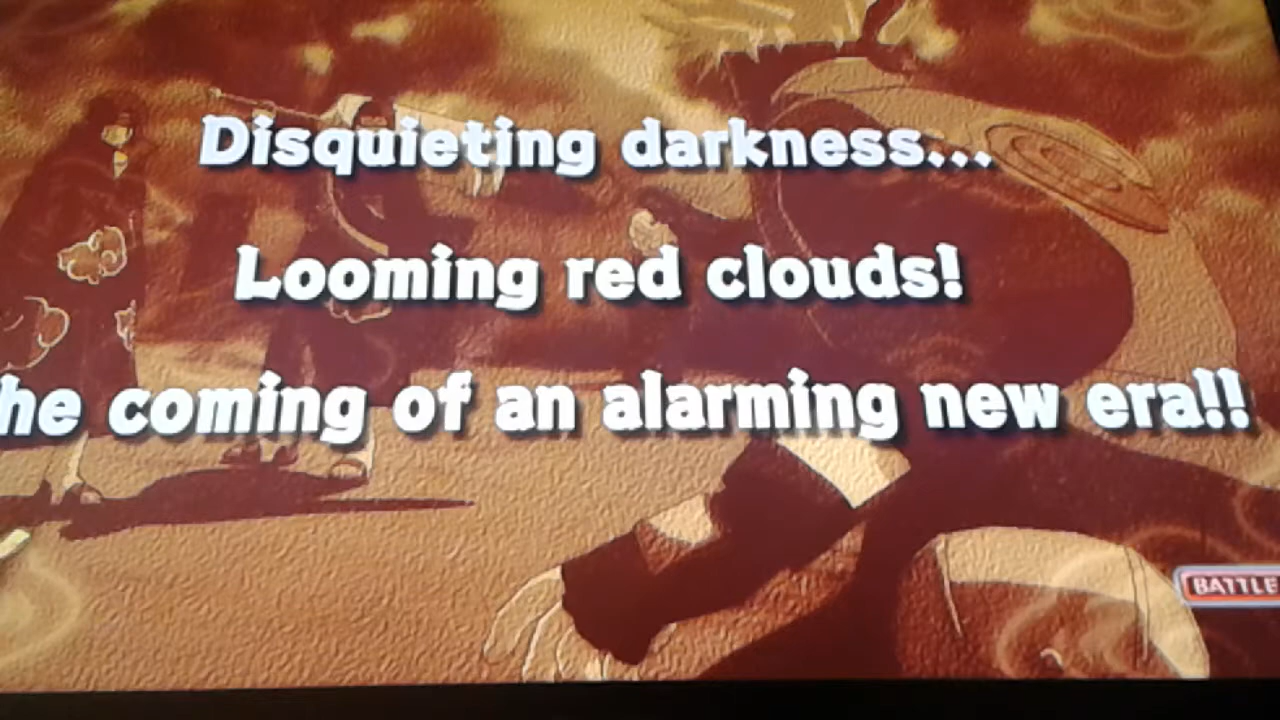 Disquieting darkness...
Looming red clouds!
he coming of an alarming new era!!
BATTLE